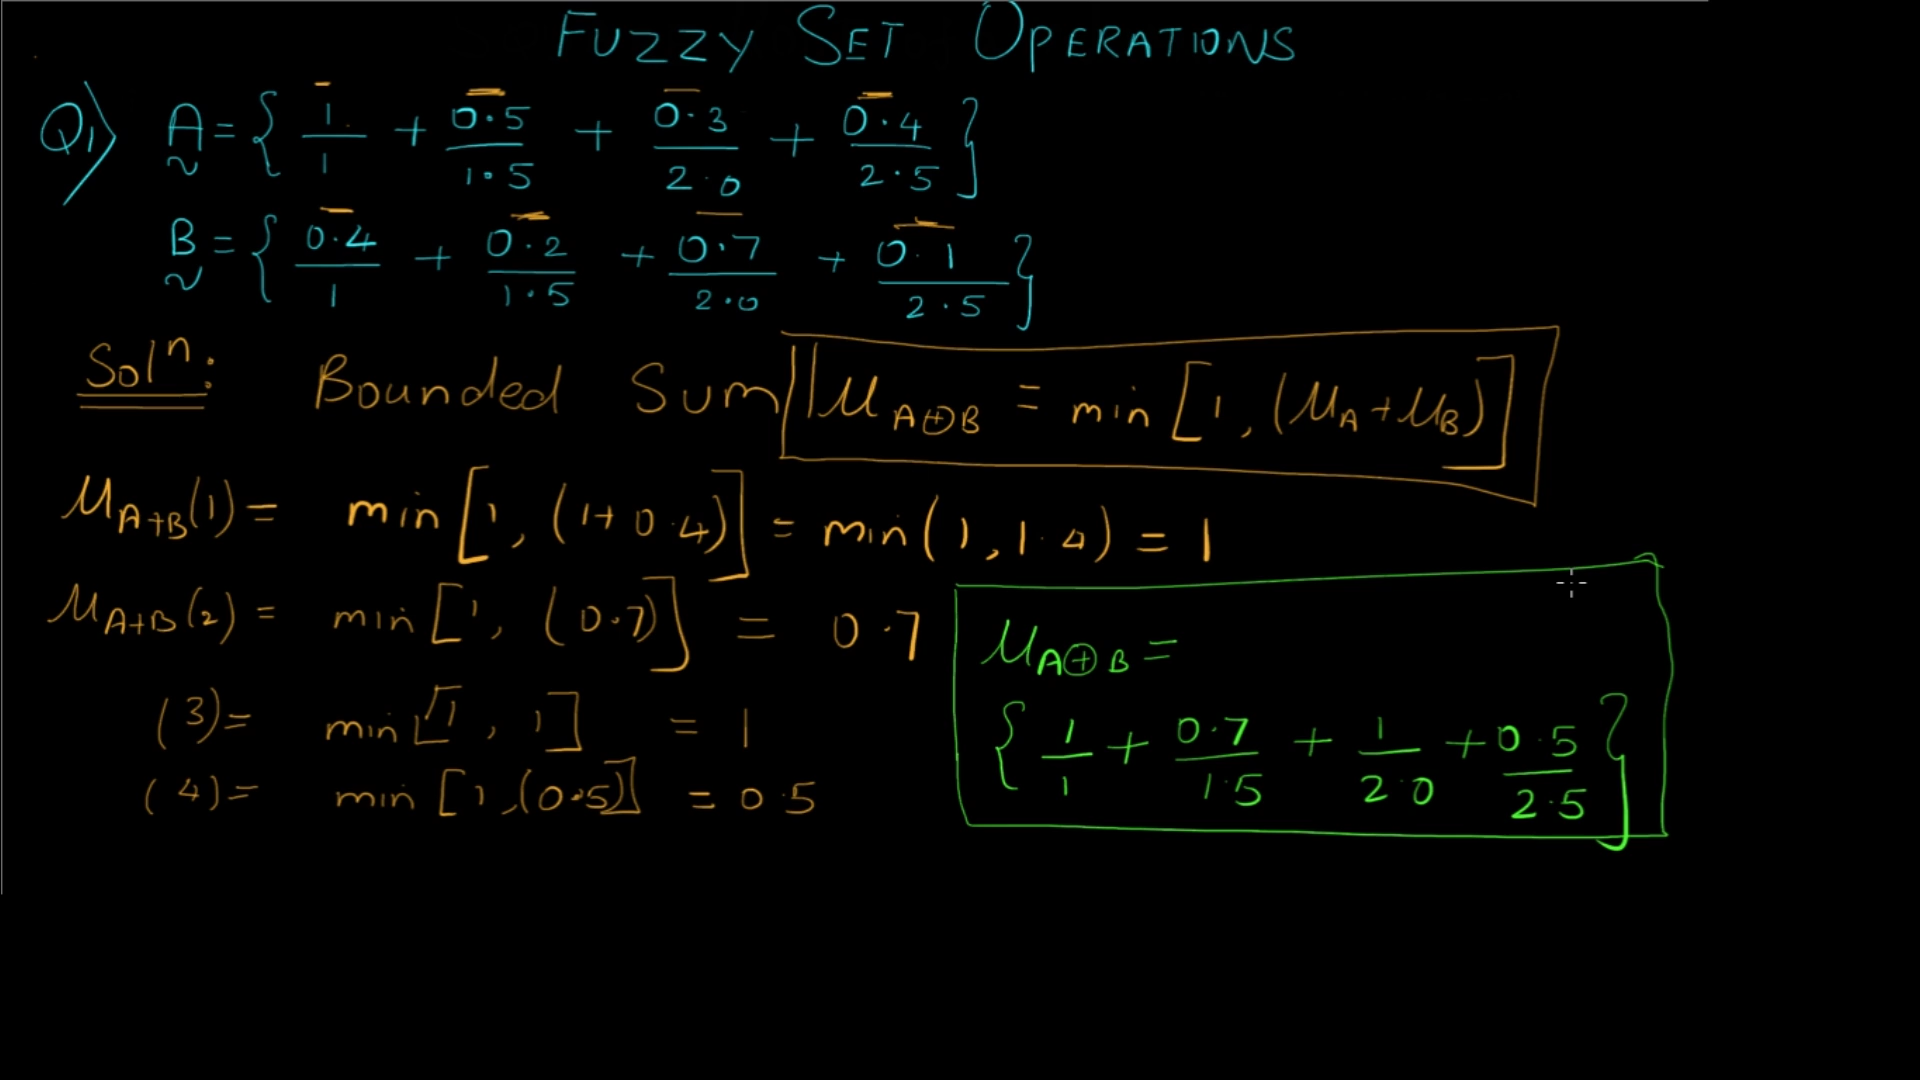 FUZZY SET OPERATIONS
Q1) A = { 1/1 + 0.5/1.5 + 0.3/2.0 + 0.4/2.5 }
B = { 0.4/1 + 0.2/1.5 + 0.7/2.0 + 0.1/2.5 }
Solⁿ: Bounded Sum || μ A⊕B = min [1, (μA + μB)]
μA+B(1) = min [1, (1+0.4)] = min(1, 1.4) = 1
μA+B(2) = min [1, (0.7)] = 0.7
(3) = min [1, 1] = 1
(4) = min [1, (0.5)] = 0.5
μ A⊕B =
{ 1/1 + 0.7/1.5 + 1/2.0 + 0.5/2.5 }